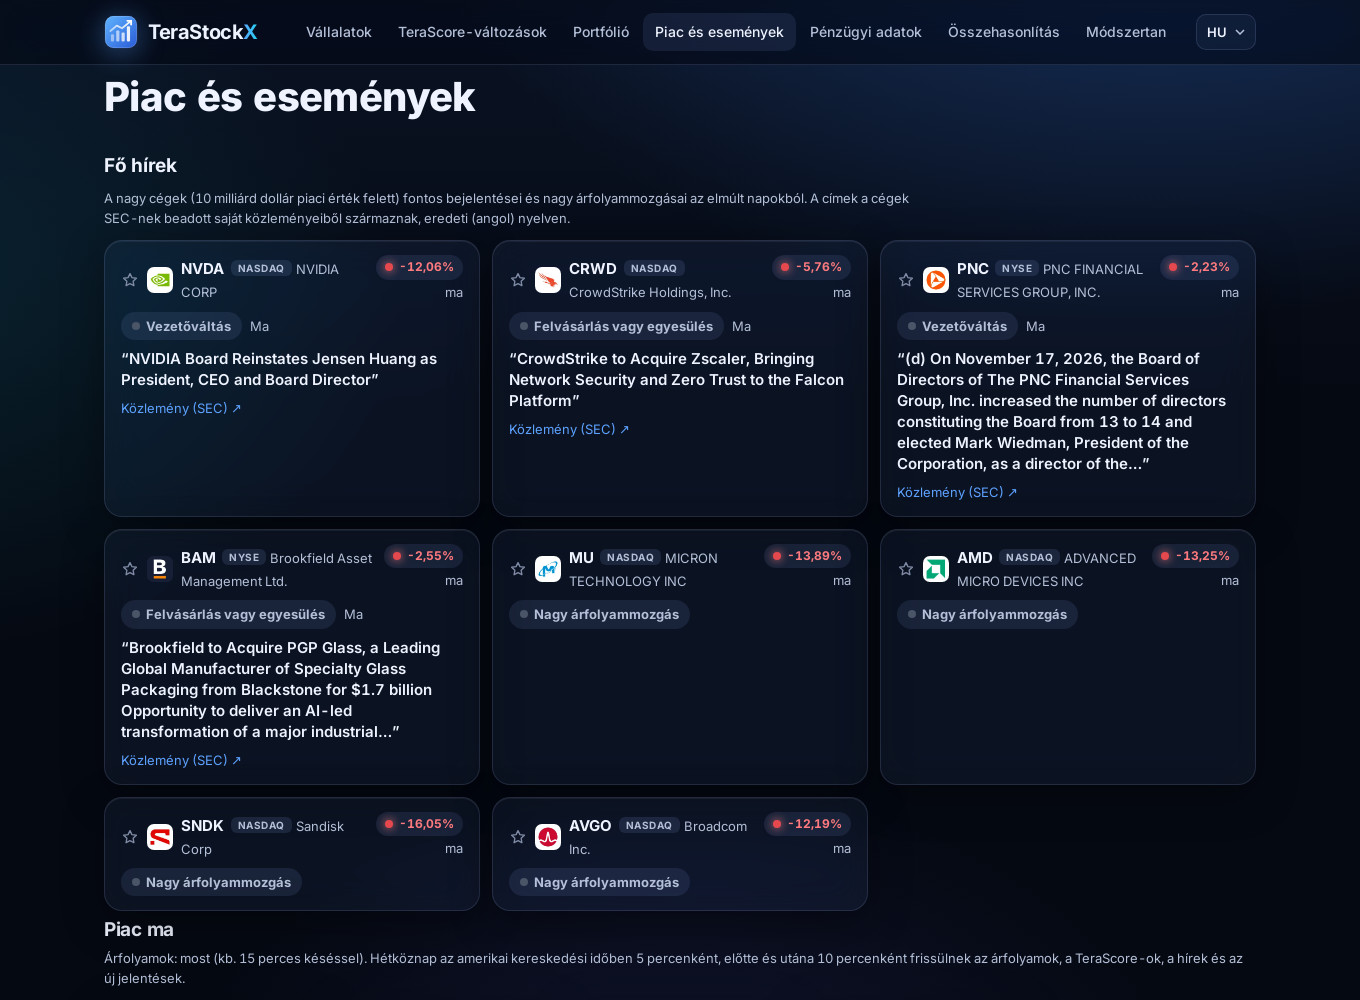 TeraStockX
Vállalatok
TeraScore-változások
Portfólió
Piac és események
Pénzügyi adatok
Összehasonlítás
Módszertan
HU
Piac és események
Fő hírek
A nagy cégek (10 milliárd dollár piaci érték felett) fontos bejelentései és nagy árfolyammozgásai az elmúlt napokból. A címek a cégek
SEC-nek beadott saját közleményeiből származnak, eredeti (angol) nyelven.
NVDA NASDAQ NVIDIA
CORP
-12,06%
ma
Vezetőváltás Ma
“NVIDIA Board Reinstates Jensen Huang as
President, CEO and Board Director”
Közlemény (SEC) ↗
CRWD NASDAQ
CrowdStrike Holdings, Inc.
-5,76%
ma
Felvásárlás vagy egyesülés Ma
“CrowdStrike to Acquire Zscaler, Bringing
Network Security and Zero Trust to the Falcon
Platform”
Közlemény (SEC) ↗
PNC NYSE PNC FINANCIAL
SERVICES GROUP, INC.
-2,23%
ma
Vezetőváltás Ma
“(d) On November 17, 2026, the Board of
Directors of The PNC Financial Services
Group, Inc. increased the number of directors
constituting the Board from 13 to 14 and
elected Mark Wiedman, President of the
Corporation, as a director of the…”
Közlemény (SEC) ↗
BAM NYSE Brookfield Asset
Management Ltd.
-2,55%
ma
Felvásárlás vagy egyesülés Ma
“Brookfield to Acquire PGP Glass, a Leading
Global Manufacturer of Specialty Glass
Packaging from Blackstone for $1.7 billion
Opportunity to deliver an AI-led
transformation of a major industrial…”
Közlemény (SEC) ↗
MU NASDAQ MICRON
TECHNOLOGY INC
-13,89%
ma
Nagy árfolyammozgás
AMD NASDAQ ADVANCED
MICRO DEVICES INC
-13,25%
ma
Nagy árfolyammozgás
SNDK NASDAQ Sandisk
Corp
-16,05%
ma
Nagy árfolyammozgás
AVGO NASDAQ Broadcom
Inc.
-12,19%
ma
Nagy árfolyammozgás
Piac ma
Árfolyamok: most (kb. 15 perces késéssel). Hétköznap az amerikai kereskedési időben 5 percenként, előtte és utána 10 percenként frissülnek az árfolyamok, a TeraScore-ok, a hírek és az
új jelentések.